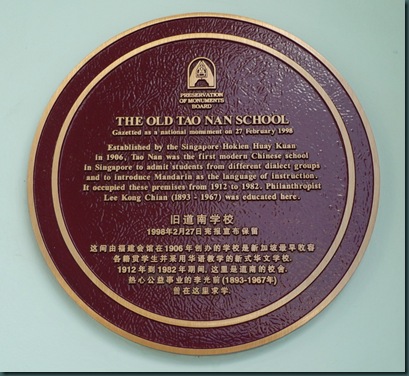 PRESERVATION
OF MONUMENTS
BOARD
THE OLD TAO NAN SCHOOL
Gazetted as a national monument on 27 February 1998
Established by the Singapore Hokien Huay Kuan
In 1906, Tao Nan was the first modern Chinese school
in Singapore to admit students from different dialect groups
and to introduce Mandarin as the language of instruction.
It occupied these premises from 1912 to 1982. Philanthropist
Lee Kong Chian (1893 - 1967) was educated here.
旧道南学校
1998年2月27日宪报宣布保留
这间由福建会馆在1906年创办的学校是新加坡最早收容
各籍贯学生并采用华语教学的新式华文学校.
1912年到1982年期间, 这里是道南的校舍.
热心公益事业的李光前(1893-1967年)
曾在这里求学.